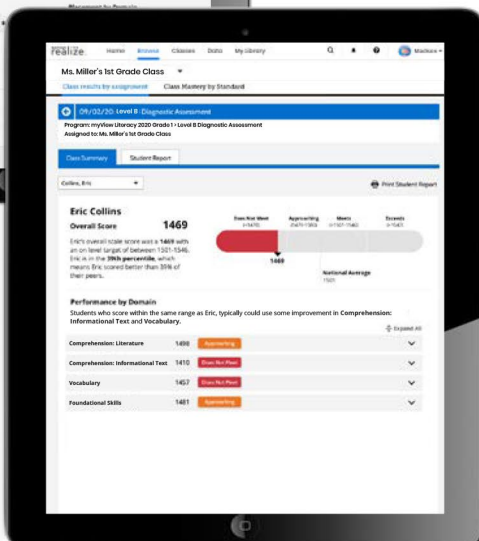 Placement by Domain
realize Home Browse Classes Data My Library Madison
Ms. Miller's 1st Grade Class
Class results by assignment Class Mastery by Standard
09/02/20: Level B: Diagnostic Assessment
Program: myView Literacy 2020 Grade 1 > Level B Diagnostic Assessment
Assigned to: Ms. Miller's 1st Grade Class
Class Summary Student Report
Collins, Eric
Print Student Report
Eric Collins
Overall Score 1469
Does Not Meet Approaching Meets Exceeds
Eric's overall scale score was a 1469 with
an on level target of between 1501-1546.
Eric is in the 39th percentile, which
means Eric scored better than 39% of
their peers.
1469
National Average
1501
Performance by Domain
Students who score within the same range as Eric, typically could use some improvement in Comprehension:
Informational Text and Vocabulary.
Expand All
Comprehension: Literature 1498 Approaching
Comprehension: Informational Text 1410 Does Not Meet
Vocabulary 1457 Does Not Meet
Foundational Skills 1481 Approaching